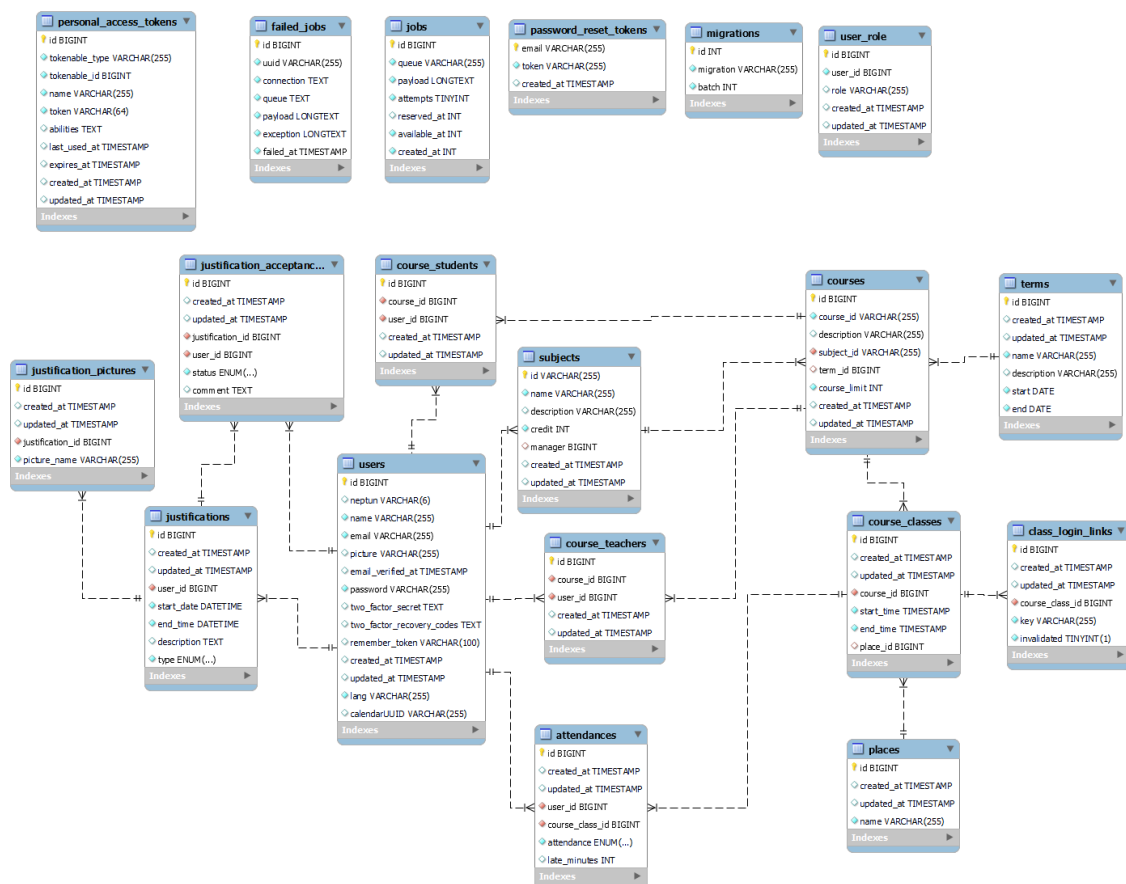 personal_access_tokens
id BIGINT
tokenable_type VARCHAR(255)
tokenable_id BIGINT
name VARCHAR(255)
token VARCHAR(64)
abilities TEXT
last_used_at TIMESTAMP
expires_at TIMESTAMP
created_at TIMESTAMP
updated_at TIMESTAMP
Indexes
failed_jobs
id BIGINT
uuid VARCHAR(255)
connection TEXT
queue TEXT
payload LONGTEXT
exception LONGTEXT
failed_at TIMESTAMP
Indexes
jobs
id BIGINT
queue VARCHAR(255)
payload LONGTEXT
attempts TINYINT
reserved_at INT
available_at INT
created_at INT
Indexes
password_reset_tokens
email VARCHAR(255)
token VARCHAR(255)
created_at TIMESTAMP
Indexes
migrations
id INT
migration VARCHAR(255)
batch INT
Indexes
user_role
id BIGINT
user_id BIGINT
role VARCHAR(255)
created_at TIMESTAMP
updated_at TIMESTAMP
Indexes
justification_acceptanc...
id BIGINT
created_at TIMESTAMP
updated_at TIMESTAMP
justification_id BIGINT
user_id BIGINT
status ENUM(...)
comment TEXT
Indexes
course_students
id BIGINT
course_id BIGINT
user_id BIGINT
created_at TIMESTAMP
updated_at TIMESTAMP
Indexes
courses
id BIGINT
course_id VARCHAR(255)
description VARCHAR(255)
subject_id VARCHAR(255)
term_id BIGINT
course_limit INT
created_at TIMESTAMP
updated_at TIMESTAMP
Indexes
terms
id BIGINT
created_at TIMESTAMP
updated_at TIMESTAMP
name VARCHAR(255)
description VARCHAR(255)
start DATE
end DATE
Indexes
subjects
id VARCHAR(255)
name VARCHAR(255)
description VARCHAR(255)
credit INT
manager BIGINT
created_at TIMESTAMP
updated_at TIMESTAMP
Indexes
justification_pictures
id BIGINT
created_at TIMESTAMP
updated_at TIMESTAMP
justification_id BIGINT
picture_name VARCHAR(255)
Indexes
users
id BIGINT
neptun VARCHAR(6)
name VARCHAR(255)
email VARCHAR(255)
picture VARCHAR(255)
email_verified_at TIMESTAMP
password VARCHAR(255)
two_factor_secret TEXT
two_factor_recovery_codes TEXT
remember_token VARCHAR(100)
created_at TIMESTAMP
updated_at TIMESTAMP
lang VARCHAR(255)
calendarUUID VARCHAR(255)
Indexes
justifications
id BIGINT
created_at TIMESTAMP
updated_at TIMESTAMP
user_id BIGINT
start_date DATETIME
end_time DATETIME
description TEXT
type ENUM(...)
Indexes
course_teachers
id BIGINT
course_id BIGINT
user_id BIGINT
created_at TIMESTAMP
updated_at TIMESTAMP
Indexes
course_classes
id BIGINT
created_at TIMESTAMP
updated_at TIMESTAMP
course_id BIGINT
start_time TIMESTAMP
end_time TIMESTAMP
place_id BIGINT
Indexes
class_login_links
id BIGINT
created_at TIMESTAMP
updated_at TIMESTAMP
course_class_id BIGINT
key VARCHAR(255)
invalidated TINYINT(1)
Indexes
attendances
id BIGINT
created_at TIMESTAMP
updated_at TIMESTAMP
user_id BIGINT
course_class_id BIGINT
attendance ENUM(...)
late_minutes INT
Indexes
places
id BIGINT
created_at TIMESTAMP
updated_at TIMESTAMP
name VARCHAR(255)
Indexes